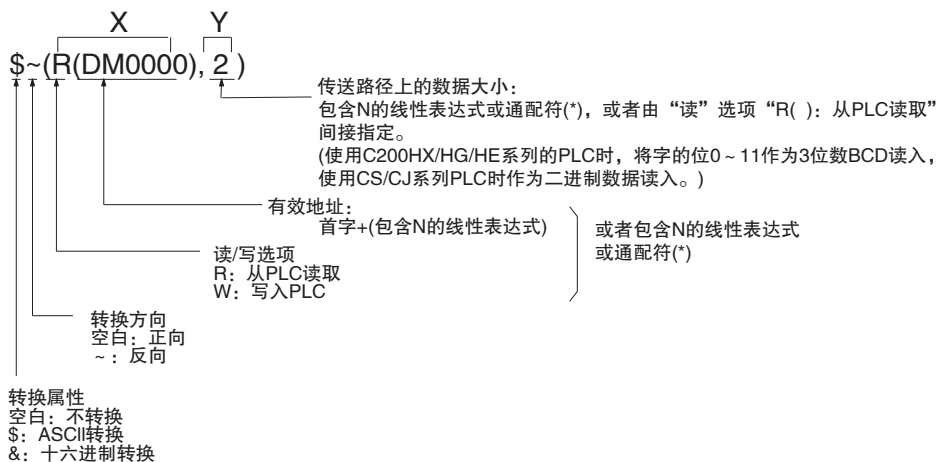 X Y
$~(R(DM0000), 2 )
传送路径上的数据大小：
包含N的线性表达式或通配符(*)，或者由“读”选项“R( )：从PLC读取”
间接指定。
(使用C200HX/HG/HE系列的PLC时，将字的位0～11作为3位数BCD读入，
使用CS/CJ系列PLC时作为二进制数据读入。)
有效地址：
首字+(包含N的线性表达式)
或者包含N的线性表达式
或通配符(*)
读/写选项
R：从PLC读取
W：写入PLC
转换方向
空白：正向
～：反向
转换属性
空白：不转换
$：ASCII转换
&：十六进制转换